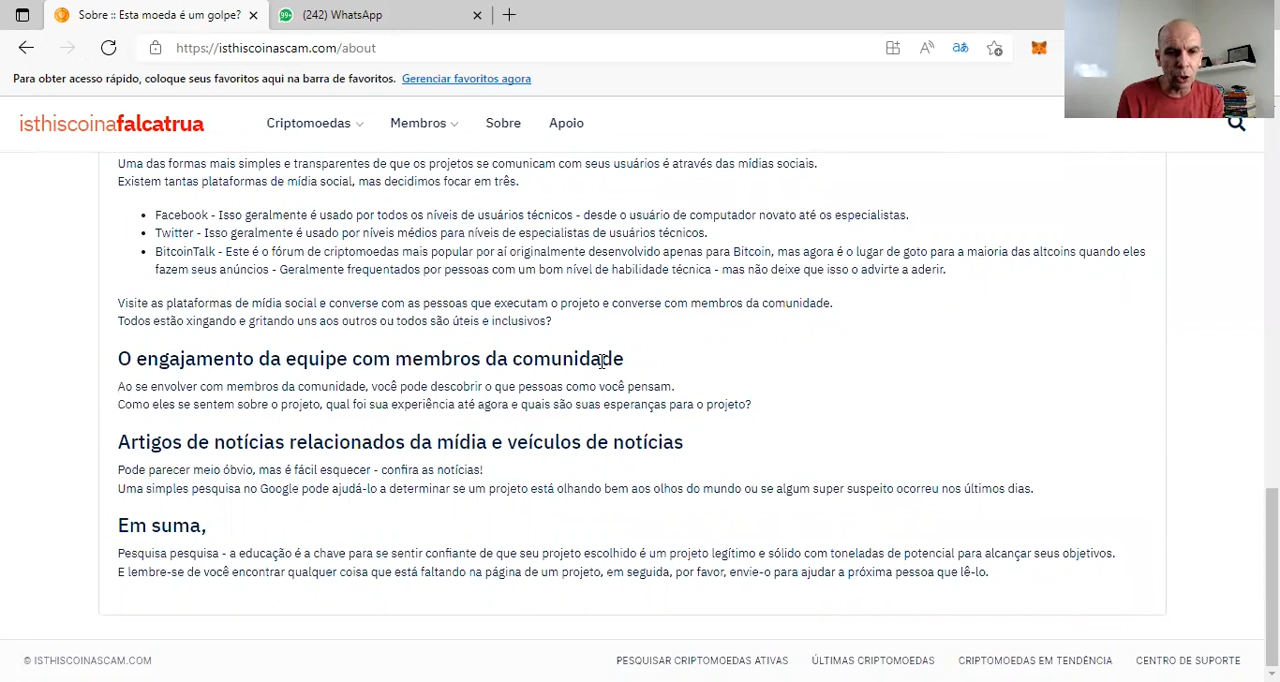 Sobre :: Esta moeda é um golpe?
99+
(242) WhatsApp
https://isthiscoinascam.com/about
Para obter acesso rápido, coloque seus favoritos aqui na barra de favoritos. Gerenciar favoritos agora
isthiscoinafalcatrua
Criptomoedas
Membros
Sobre
Apoio
Uma das formas mais simples e transparentes de que os projetos se comunicam com seus usuários é através das mídias sociais.
Existem tantas plataformas de mídia social, mas decidimos focar em três.
• Facebook - Isso geralmente é usado por todos os níveis de usuários técnicos - desde o usuário de computador novato até os especialistas.
• Twitter - Isso geralmente é usado por níveis médios para níveis de especialistas de usuários técnicos.
• BitcoinTalk - Este é o fórum de criptomoedas mais popular por aí originalmente desenvolvido apenas para Bitcoin, mas agora é o lugar de goto para a maioria das altcoins quando eles
fazem seus anúncios - Geralmente frequentados por pessoas com um bom nível de habilidade técnica - mas não deixe que isso o advirte a aderir.
Visite as plataformas de mídia social e converse com as pessoas que executam o projeto e converse com membros da comunidade.
Todos estão xingando e gritando uns aos outros ou todos são úteis e inclusivos?
O engajamento da equipe com membros da comunidade
Ao se envolver com membros da comunidade, você pode descobrir o que pessoas como você pensam.
Como eles se sentem sobre o projeto, qual foi sua experiência até agora e quais são suas esperanças para o projeto?
Artigos de notícias relacionados da mídia e veículos de notícias
Pode parecer meio óbvio, mas é fácil esquecer - confira as notícias!
Uma simples pesquisa no Google pode ajudá-lo a determinar se um projeto está olhando bem aos olhos do mundo ou se algum super suspeito ocorreu nos últimos dias.
Em suma,
Pesquisa pesquisa - a educação é a chave para se sentir confiante de que seu projeto escolhido é um projeto legítimo e sólido com toneladas de potencial para alcançar seus objetivos.
E lembre-se de você encontrar qualquer coisa que está faltando na página de um projeto, em seguida, por favor, envie-o para ajudar a próxima pessoa que lê-lo.
© ISTHISCOINASCAM.COM
PESQUISAR CRIPTOMOEDAS ATIVAS
ÚLTIMAS CRIPTOMOEDAS
CRIPTOMOEDAS EM TENDÊNCIA
CENTRO DE SUPORTE